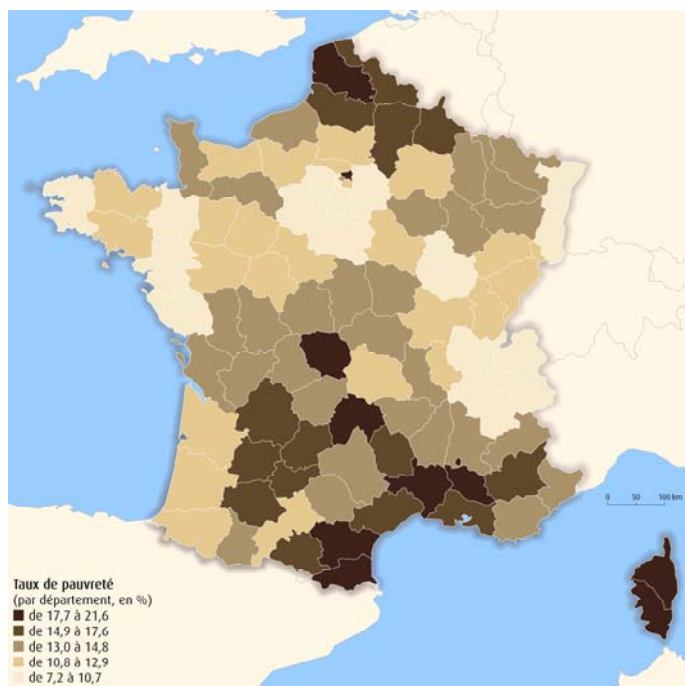 0 50 100 km
Taux de pauvreté
(par département, en %)
de 17,7 à 21,6
de 14,9 à 17,6
de 13,0 à 14,8
de 10,8 à 12,9
de 7,2 à 10,7